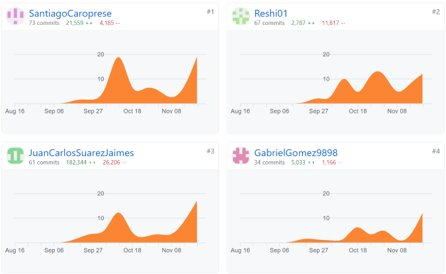 SantiagoCaroprese #1
73 commits 21,559 ++ 4,185 --
20
10
Aug 16 Sep 06 Sep 27 Oct 18 Nov 08
Reshi01 #2
67 commits 2,787 ++ 11,617 --
20
10
Aug 16 Sep 06 Sep 27 Oct 18 Nov 08
JuanCarlosSuarezJaimes #3
61 commits 182,344 ++ 26,206 --
20
10
Aug 16 Sep 06 Sep 27 Oct 18 Nov 08
GabrielGomez9898 #4
34 commits 5,033 ++ 1,166 --
20
10
Aug 16 Sep 06 Sep 27 Oct 18 Nov 08